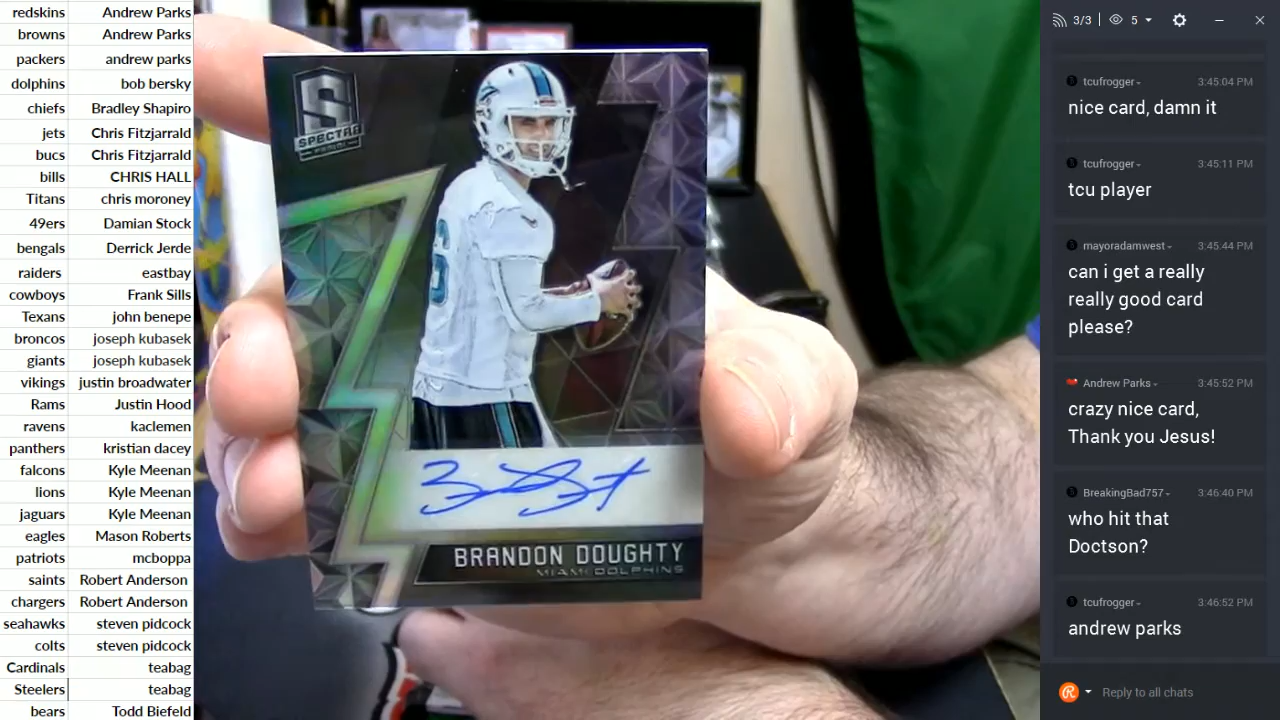 redskins Andrew Parks
browns Andrew Parks
packers andrew parks
dolphins bob bersky
chiefs Bradley Shapiro
jets Chris Fitzjarrald
bucs Chris Fitzjarrald
bills CHRIS HALL
Titans chris moroney
49ers Damian Stock
bengals Derrick Jerde
raiders eastbay
cowboys Frank Sills
Texans john benepe
broncos joseph kubasek
giants joseph kubasek
vikings justin broadwater
Rams Justin Hood
ravens kaclemen
panthers kristian dacey
falcons Kyle Meenan
lions Kyle Meenan
jaguars Kyle Meenan
eagles Mason Roberts
patriots mcboppa
saints Robert Anderson
chargers Robert Anderson
seahawks steven pidcock
colts steven pidcock
Cardinals teabag
Steelers teabag
bears Todd Biefeld
S
SPECTRA
PANINI
6
BRANDON DOUGHTY
MIAMI DOLPHINS
3/3 5
tcufrogger 3:45:04 PM
nice card, damn it
tcufrogger 3:45:11 PM
tcu player
mayoradamwest 3:45:44 PM
can i get a really
really good card
please?
Andrew Parks 3:45:52 PM
crazy nice card,
Thank you Jesus!
BreakingBad757 3:46:40 PM
who hit that
Doctson?
tcufrogger 3:46:52 PM
andrew parks
Reply to all chats